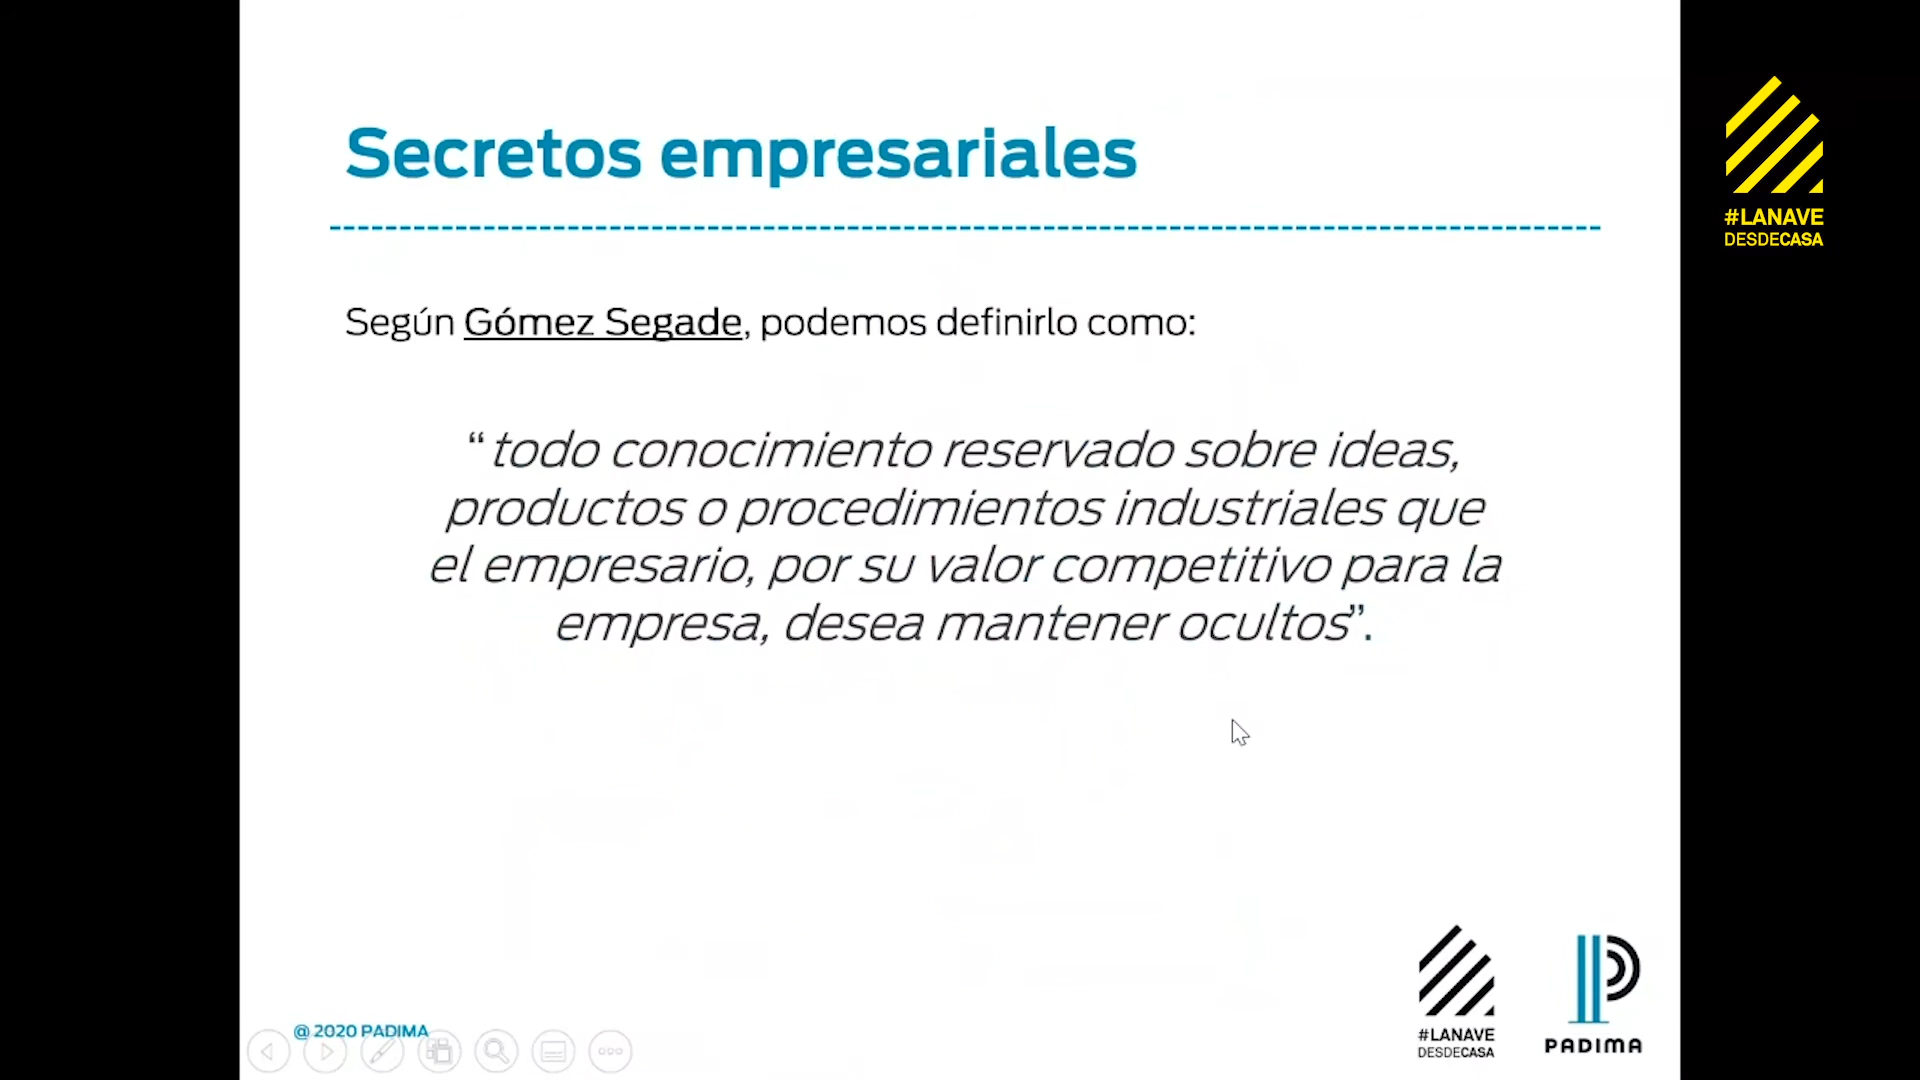 Secretos empresariales
#LANAVE
DESDECASA
Según Gómez Segade, podemos definirlo como:
“ todo conocimiento reservado sobre ideas,
productos o procedimientos industriales que
el empresario, por su valor competitivo para la
empresa, desea mantener ocultos”.
@ 2020 PADIMA
#LANAVE
DESDECASA
PADIMA